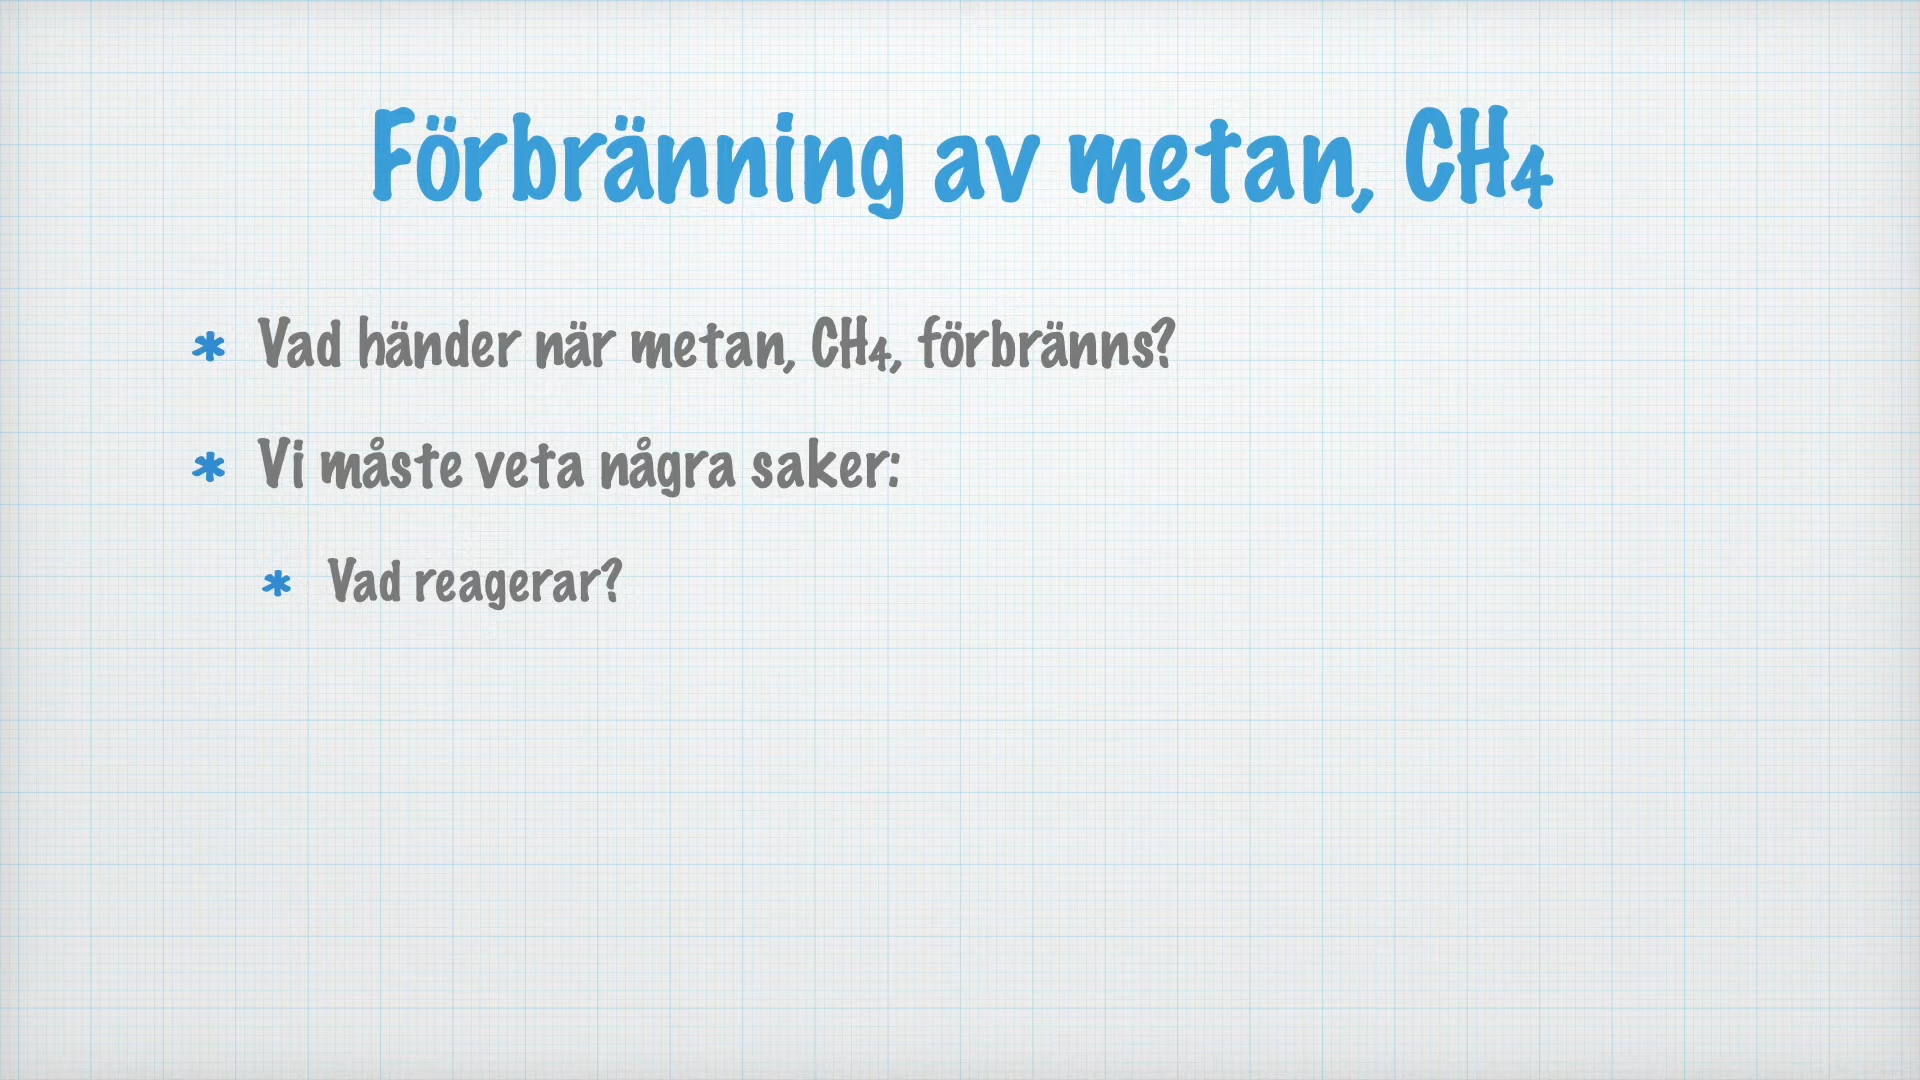 Förbränning av metan, CH₄
* Vad händer när metan, CH₄, förbränns?
* Vi måste veta några saker:
* Vad reagerar?